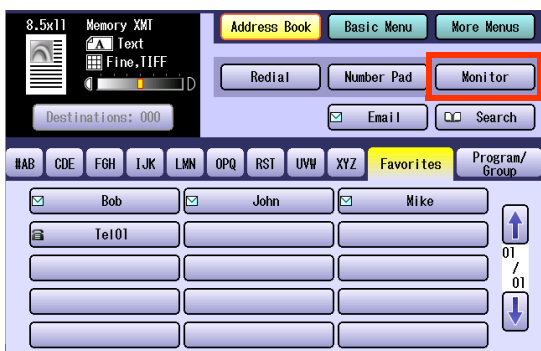 8.5x11 Memory XMT
A Text
Fine,TIFF
D
Destinations: 000
Address Book Basic Menu More Menus
Redial Number Pad Monitor
Email Search
#AB CDE FGH IJK LMN OPQ RST UVW XYZ Favorites Program/
Group
Bob John Mike
Tel01
01
/
01